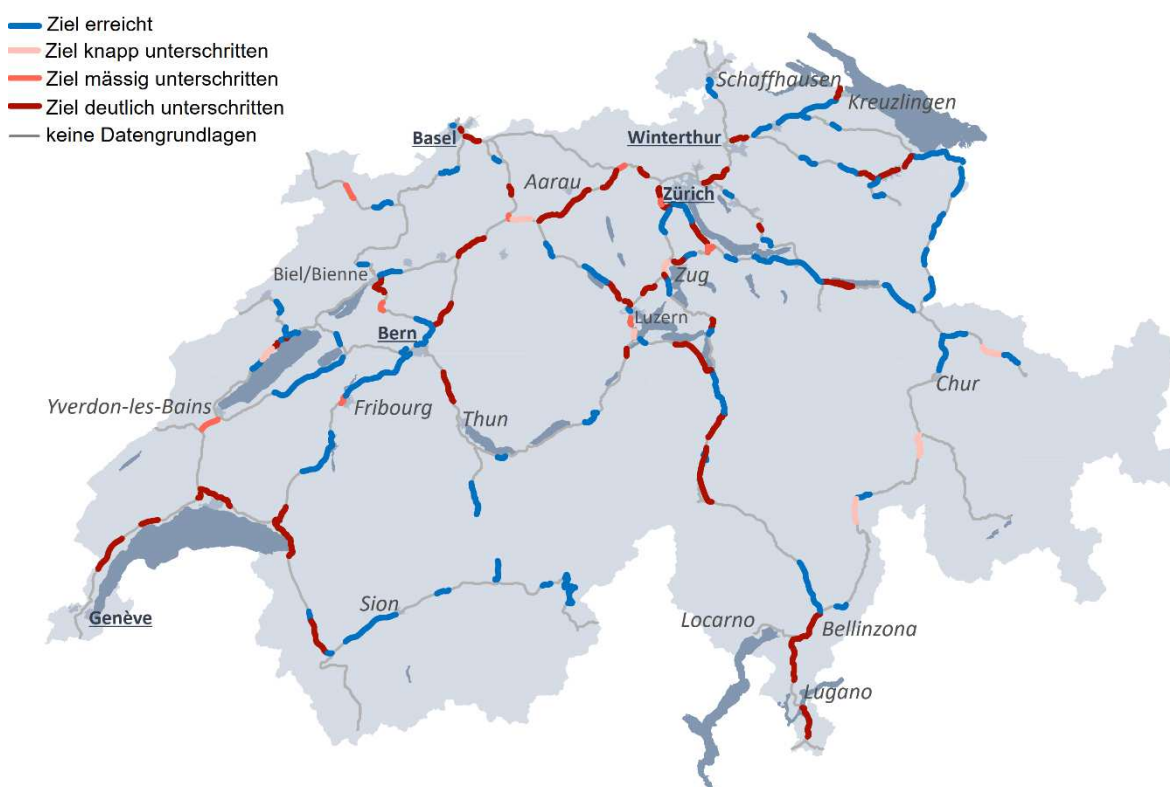 Ziel erreicht
Ziel knapp unterschritten
Ziel mässig unterschritten
Ziel deutlich unterschritten
keine Datengrundlagen
Schaffhausen
Kreuzlingen
Basel
Winterthur
Aarau
Zürich
Biel/Bienne
Zug
Luzern
Bern
Chur
Yverdon-les-Bains
Fribourg
Thun
Sion
Genève
Locarno
Bellinzona
Lugano